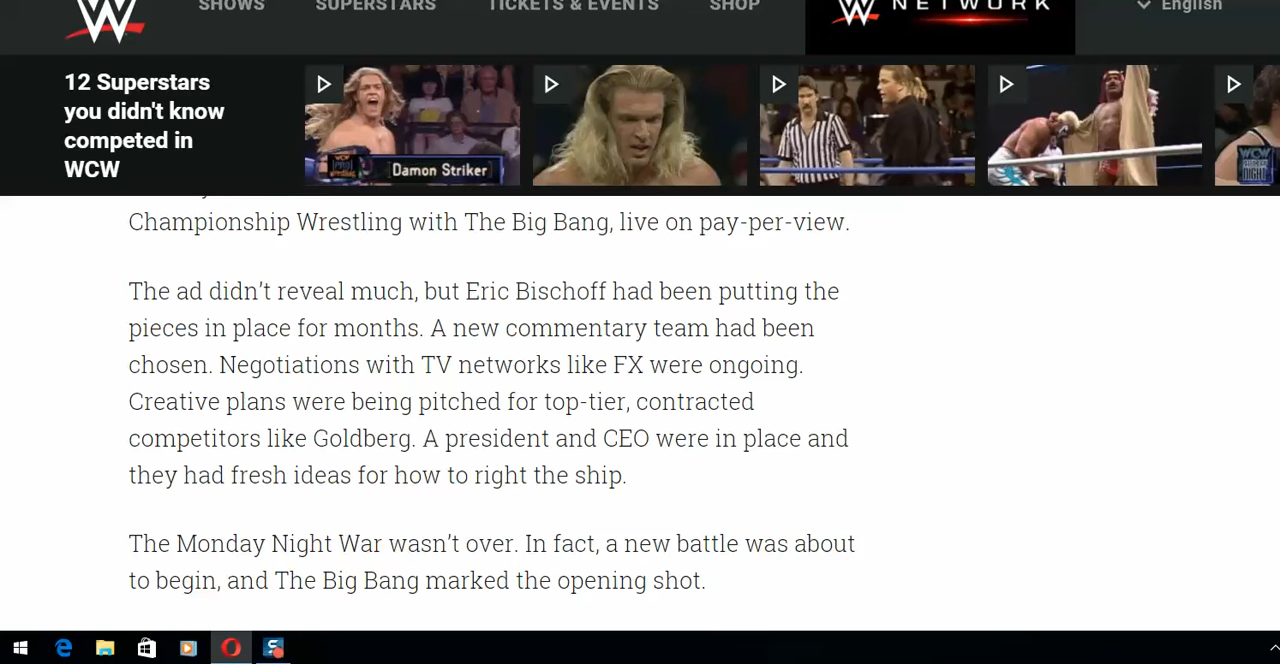 SHOWS
SUPERSTARS
TICKETS & EVENTS
SHOP
NETWORK
English
12 Superstars
you didn't know
competed in
WCW
Damon Striker
Championship Wrestling with The Big Bang, live on pay-per-view.
The ad didn’t reveal much, but Eric Bischoff had been putting the
pieces in place for months. A new commentary team had been
chosen. Negotiations with TV networks like FX were ongoing.
Creative plans were being pitched for top-tier, contracted
competitors like Goldberg. A president and CEO were in place and
they had fresh ideas for how to right the ship.
The Monday Night War wasn’t over. In fact, a new battle was about
to begin, and The Big Bang marked the opening shot.